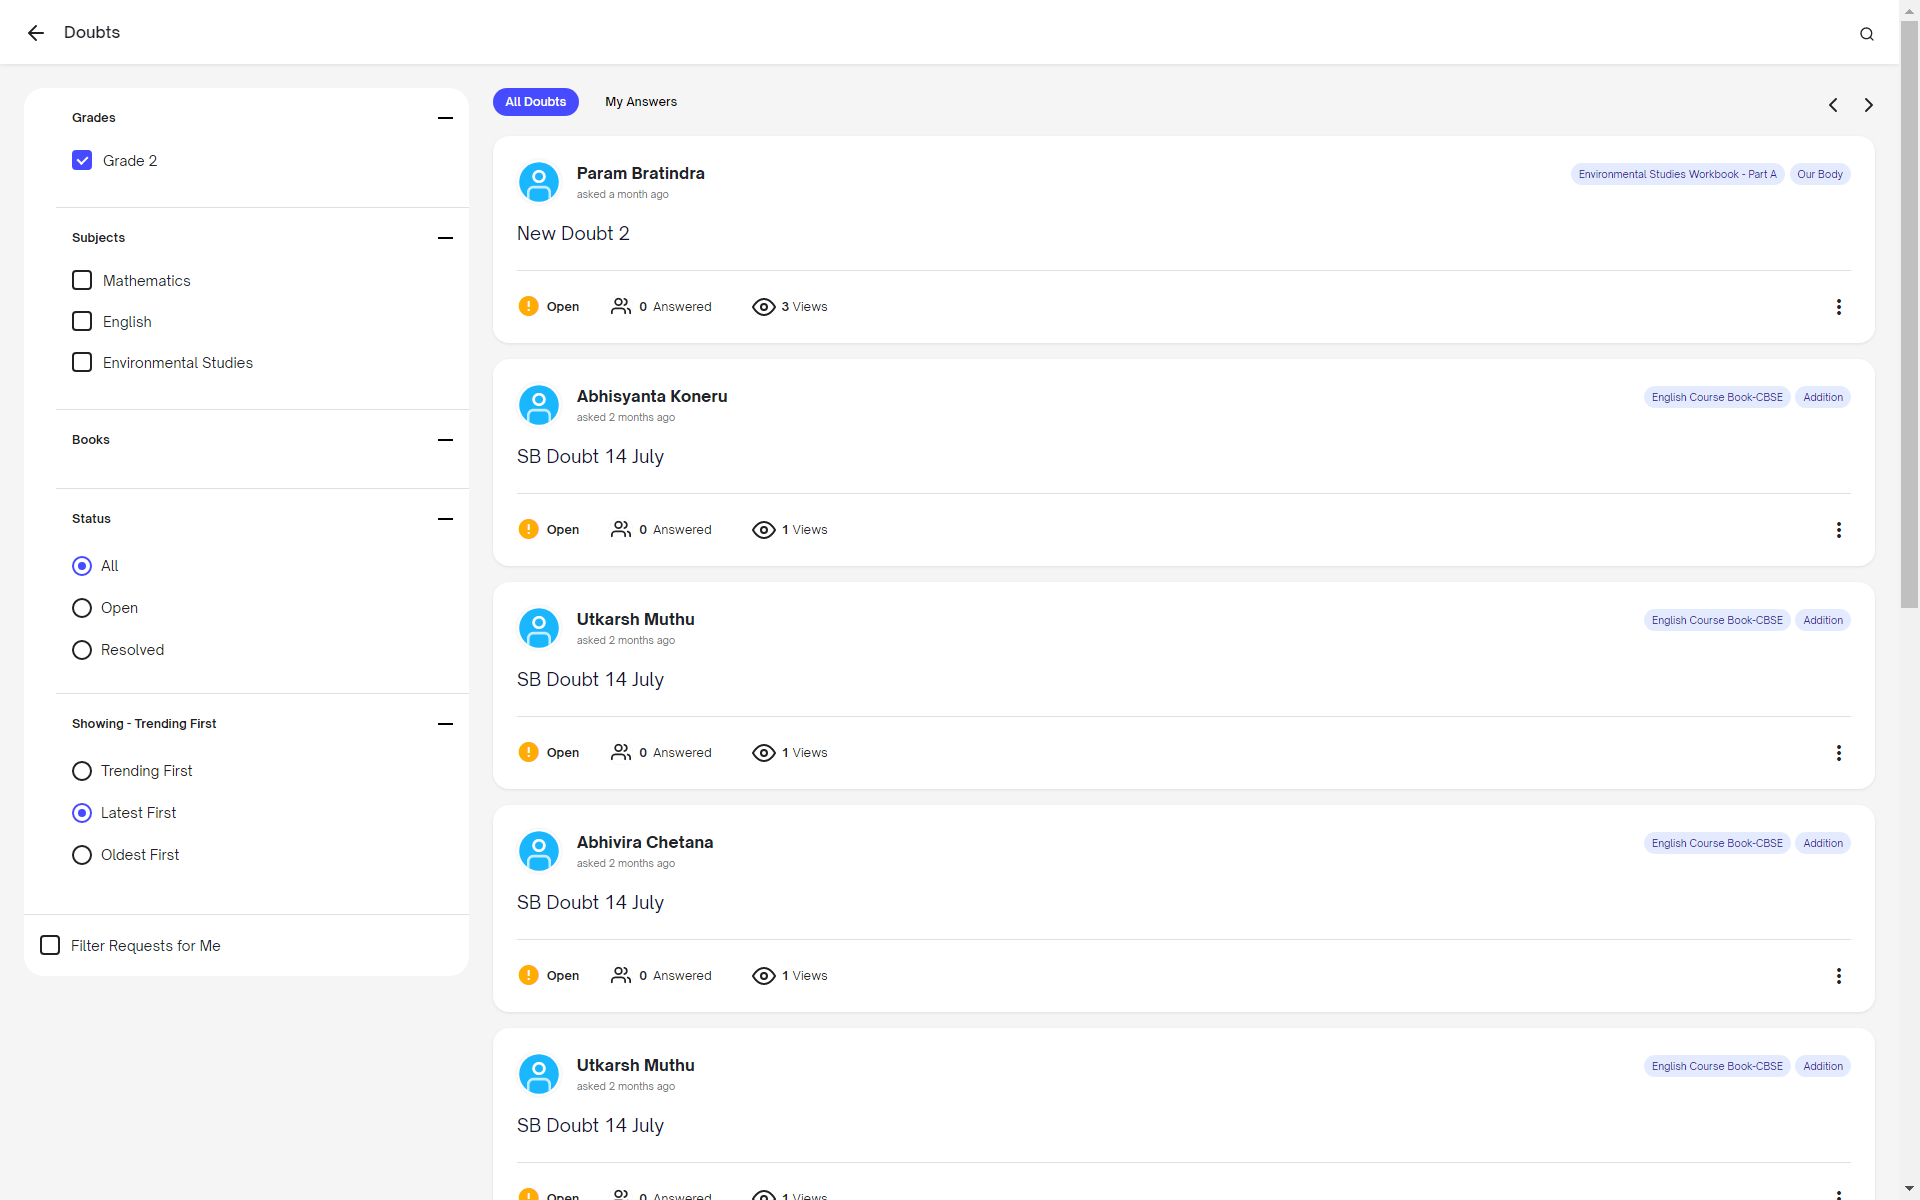 Doubts
Grades
Grade 2
Subjects
Mathematics
English
Environmental Studies
Books
Status
All
Open
Resolved
Showing - Trending First
Trending First
Latest First
Oldest First
Filter Requests for Me
All Doubts
My Answers
Param Bratindra
asked a month ago
Environmental Studies Workbook - Part A
Our Body
New Doubt 2
Open
0 Answered
3 Views
Abhisyanta Koneru
asked 2 months ago
English Course Book-CBSE
Addition
SB Doubt 14 July
Open
0 Answered
1 Views
Utkarsh Muthu
asked 2 months ago
English Course Book-CBSE
Addition
SB Doubt 14 July
Open
0 Answered
1 Views
Abhivira Chetana
asked 2 months ago
English Course Book-CBSE
Addition
SB Doubt 14 July
Open
0 Answered
1 Views
Utkarsh Muthu
asked 2 months ago
English Course Book-CBSE
Addition
SB Doubt 14 July
Open
0 Answered
1 Views